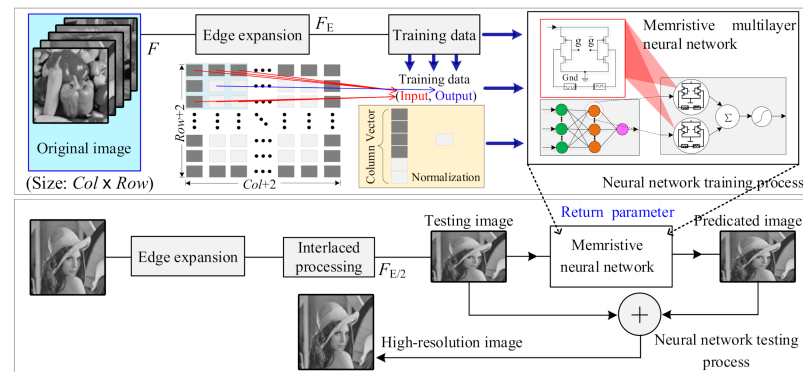 F
Edge expansion
F_E
Training data
Memristive multilayer
neural network
Original image
(Size: Col x Row)
Row+2
Col+2
Training data
(Input, Output)
Column Vector
Normalization
g
g
Gnd
Σ
Neural network training process
Return parameter
Edge expansion
Interlaced
processing
F_E/2
Testing image
Memristive
neural network
Predicated image
+
High-resolution image
Neural network testing
process